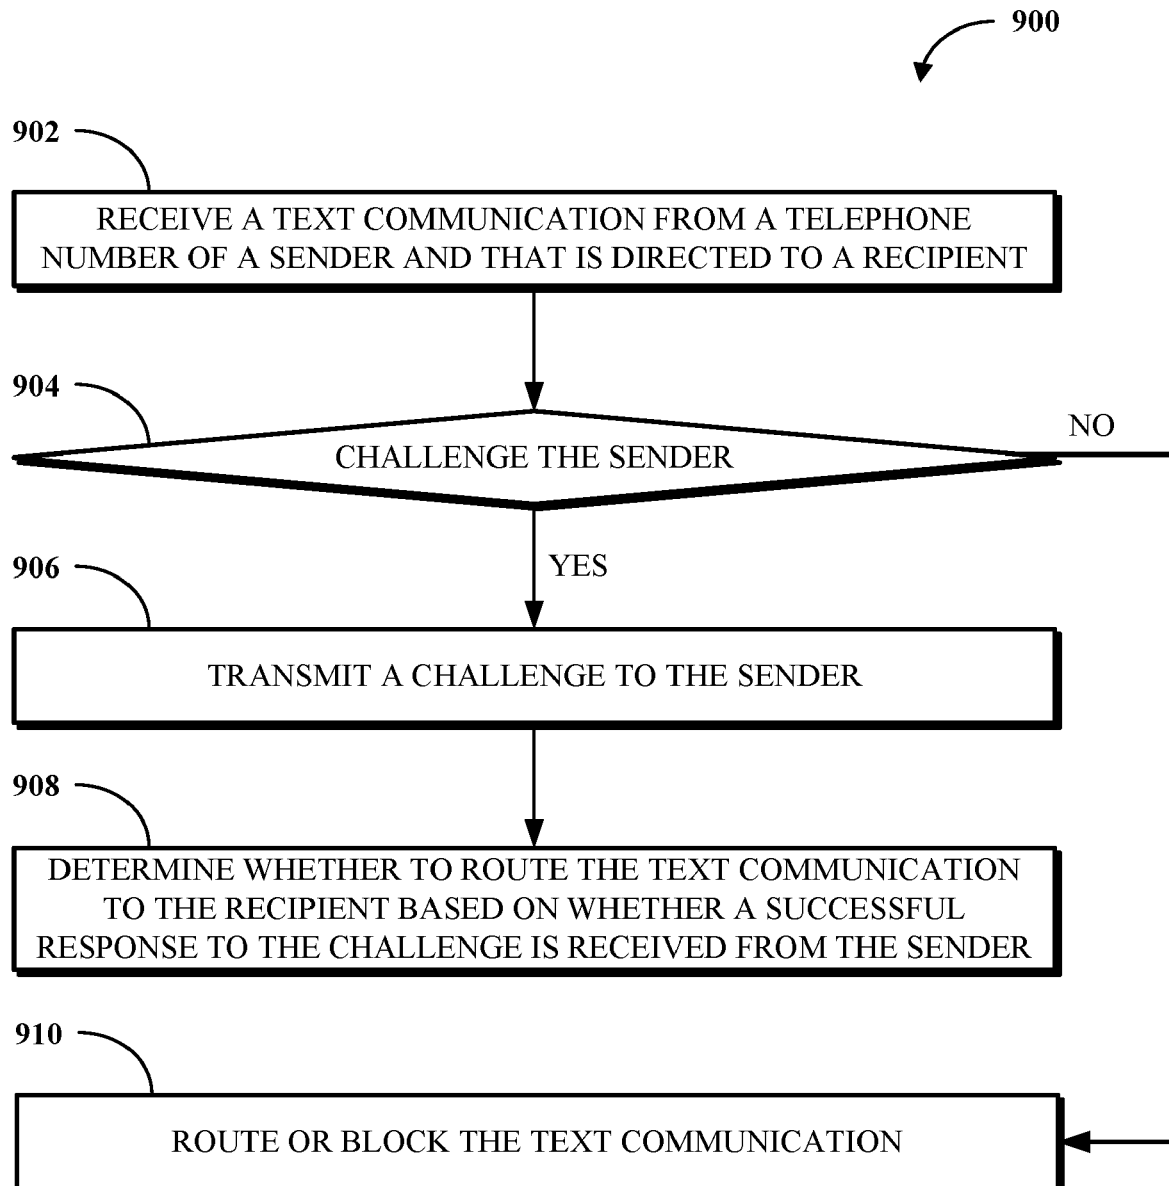 900
902
RECEIVE A TEXT COMMUNICATION FROM A TELEPHONE
NUMBER OF A SENDER AND THAT IS DIRECTED TO A RECIPIENT
904
CHALLENGE THE SENDER
NO
YES
906
TRANSMIT A CHALLENGE TO THE SENDER
908
DETERMINE WHETHER TO ROUTE THE TEXT COMMUNICATION
TO THE RECIPIENT BASED ON WHETHER A SUCCESSFUL
RESPONSE TO THE CHALLENGE IS RECEIVED FROM THE SENDER
910
ROUTE OR BLOCK THE TEXT COMMUNICATION